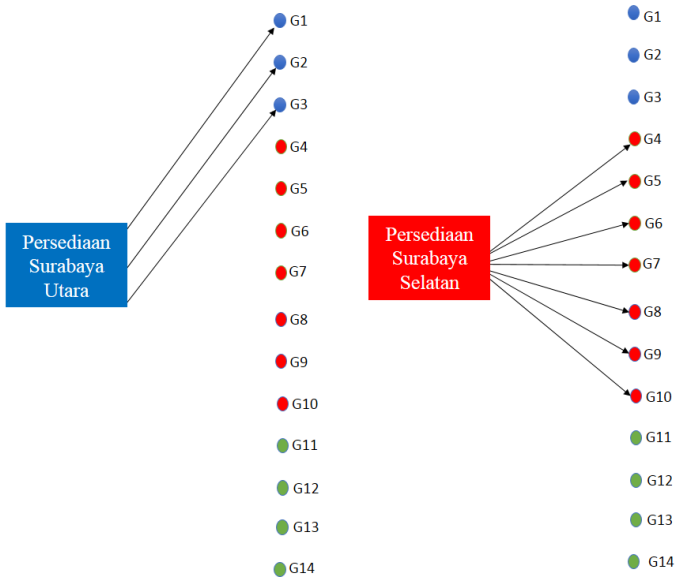 Persediaan
Surabaya
Utara
G1
G2
G3
G4
G5
G6
G7
G8
G9
G10
G11
G12
G13
G14
Persediaan
Surabaya
Selatan
G1
G2
G3
G4
G5
G6
G7
G8
G9
G10
G11
G12
G13
G14